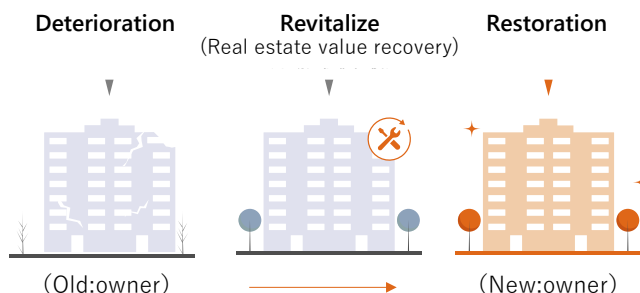 Deterioration
Revitalize
(Real estate value recovery)
Restoration
(Old:owner)
(New:owner)